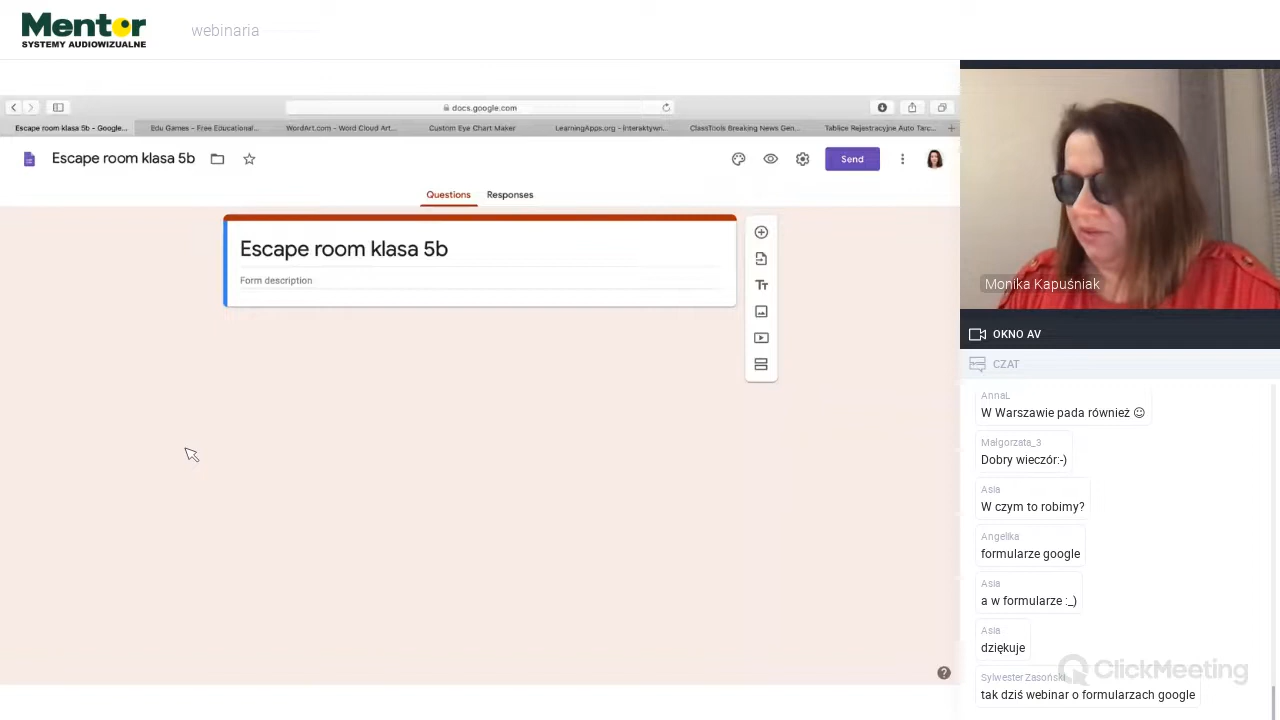 Mentor
SYSTEMY AUDIOWIZUALNE
webinaria
docs.google.com
Escape room klasa 5b - Google...
Edu Games - Free Educational...
WordArt.com - Word Cloud Art...
Custom Eye Chart Maker
LearningApps.org - interaktywn...
ClassTools Breaking News Gen...
Tablice Rejestracyjne Auto Tarc...
Escape room klasa 5b
Send
Questions
Responses
Escape room klasa 5b
Form description
Tт
Monika Kapuśniak
OKNO AV
CZAT
AnnaL
W Warszawie pada również
Małgorzata_3
Dobry wieczór:-)
Asia
W czym to robimy?
Angelika
formularze google
Asia
a w formularze :_)
Asia
dziękuje
Sylwester Zasoński
tak dziś webinar o formularzach google
ClickMeeting